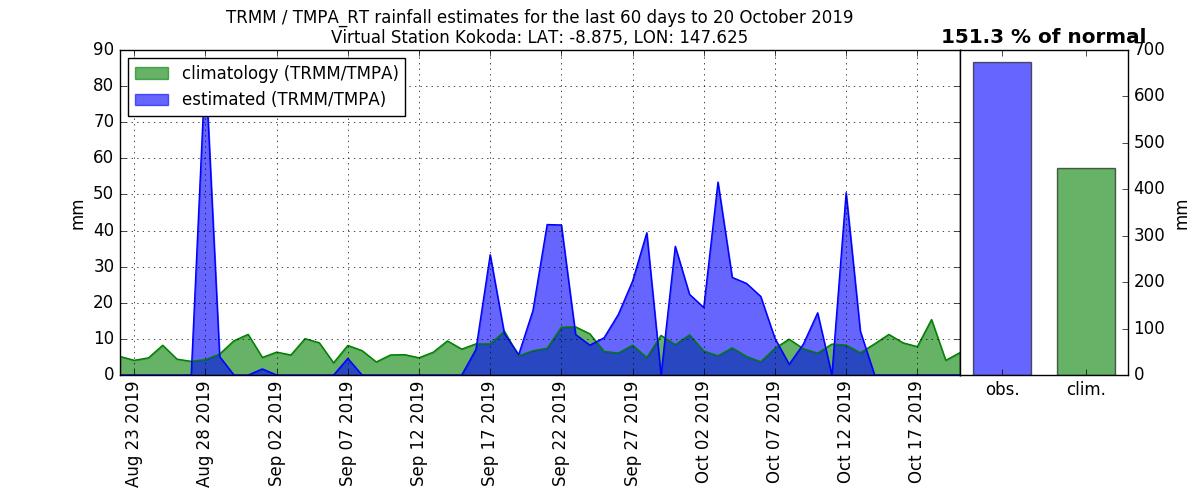 TRMM / TMPA_RT rainfall estimates for the last 60 days to 20 October 2019
Virtual Station Kokoda: LAT: -8.875, LON: 147.625
151.3 % of normal
climatology (TRMM/TMPA)
estimated (TRMM/TMPA)
90
80
70
60
50
40
30
20
10
0
mm
Aug 23 2019
Aug 28 2019
Sep 02 2019
Sep 07 2019
Sep 12 2019
Sep 17 2019
Sep 22 2019
Sep 27 2019
Oct 02 2019
Oct 07 2019
Oct 12 2019
Oct 17 2019
obs.
clim.
700
600
500
400
300
200
100
0
mm